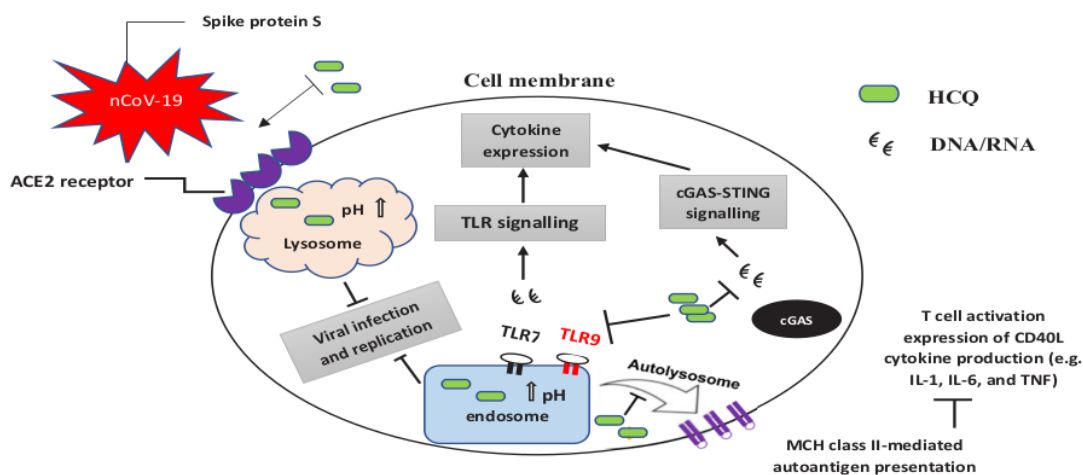 Spike protein S
nCoV-19
Cell membrane
HCQ
DNA/RNA
ACE2 receptor
Cytokine
expression
cGAS-STING
signalling
pH
Lysosome
TLR signalling
Viral infection
and replication
TLR7
TLR9
cGAS
pH
endosome
Autolysosome
T cell activation
expression of CD40L
cytokine production (e.g.
IL-1, IL-6, and TNF)
MCH class II-mediated
autoantigen presentation